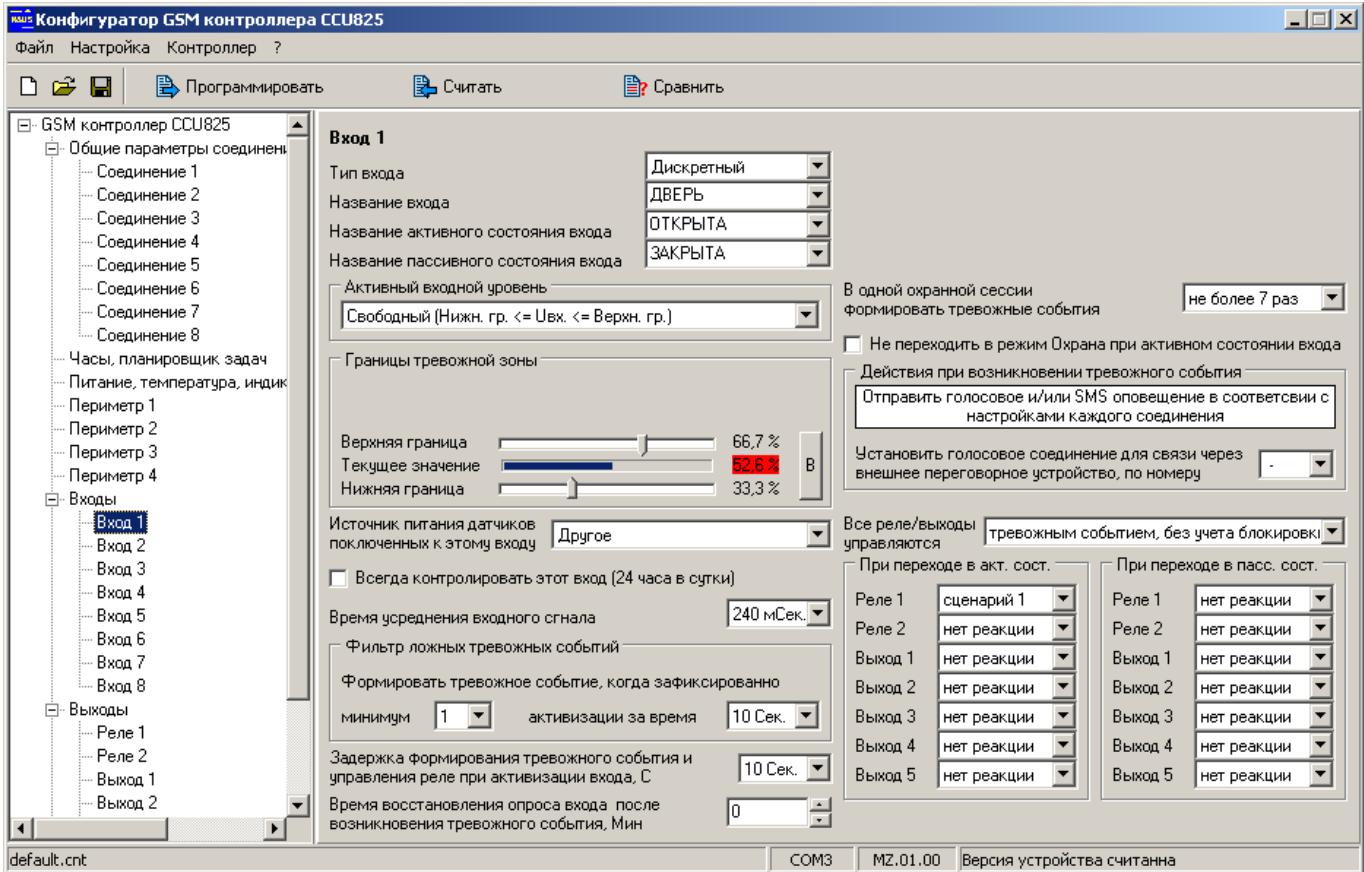 Конфигуратор GSM контроллера CCU825
Файл Настройка Контроллер ?
Программировать Считать Сравнить
GSM контроллер CCU825
Общие параметры соединени
Соединение 1
Соединение 2
Соединение 3
Соединение 4
Соединение 5
Соединение 6
Соединение 7
Соединение 8
Часы, планировщик задач
Питание, температура, индик
Периметр 1
Периметр 2
Периметр 3
Периметр 4
Входы
Вход 1
Вход 2
Вход 3
Вход 4
Вход 5
Вход 6
Вход 7
Вход 8
Выходы
Реле 1
Реле 2
Выход 1
Выход 2
Вход 1
Тип входа Дискретный
Название входа ДВЕРЬ
Название активного состояния входа ОТКРЫТА
Название пассивного состояния входа ЗАКРЫТА
Активный входной уровень
Свободный (Нижн. гр. <= Uвх. <= Верхн. гр.)
Границы тревожной зоны
Верхняя граница 66,7 %
Текущее значение 52,6 % В
Нижняя граница 33,3 %
Источник питания датчиков
поключенных к этому входу Другое
Всегда контролировать этот вход (24 часа в сутки)
Время усреднения входного сгнала 240 мСек.
Фильтр ложных тревожных событий
Формировать тревожное событие, когда зафиксированно
минимум 1 активизации за время 10 Сек.
Задержка формирования тревожного события и
управления реле при активизации входа, С 10 Сек.
Время восстановления опроса входа после
возникновения тревожного события, Мин 0
В одной охранной сессии
формировать тревожные события не более 7 раз
Не переходить в режим Охрана при активном состоянии входа
Действия при возникновении тревожного события
Отправить голосовое и/или SMS оповещение в соответсвии с
настройками каждого соединения
Установить голосовое соединение для связи через
внешнее переговорное устройство, по номеру -
Все реле/выходы
управляются тревожным событием, без учета блокировки
При переходе в акт. сост.
Реле 1 сценарий 1
Реле 2 нет реакции
Выход 1 нет реакции
Выход 2 нет реакции
Выход 3 нет реакции
Выход 4 нет реакции
Выход 5 нет реакции
При переходе в пасс. сост.
Реле 1 нет реакции
Реле 2 нет реакции
Выход 1 нет реакции
Выход 2 нет реакции
Выход 3 нет реакции
Выход 4 нет реакции
Выход 5 нет реакции
default.cnt COM3 MZ.01.00 Версия устройства считанна